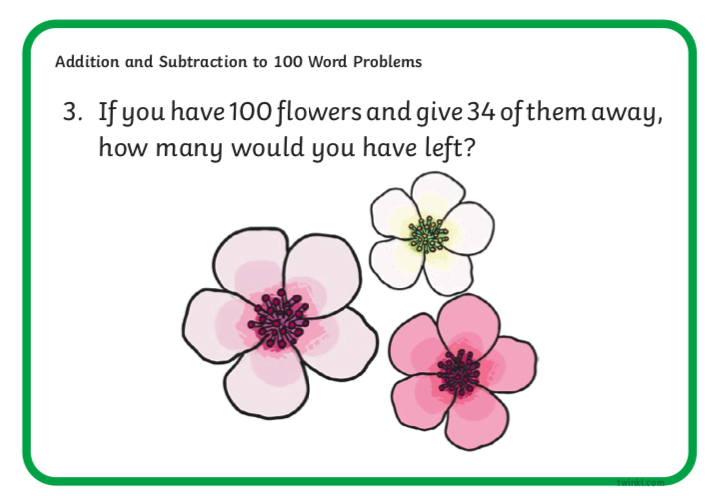 Addition and Subtraction to 100 Word Problems
3. If you have 100 flowers and give 34 of them away,
how many would you have left?
twinkl.com